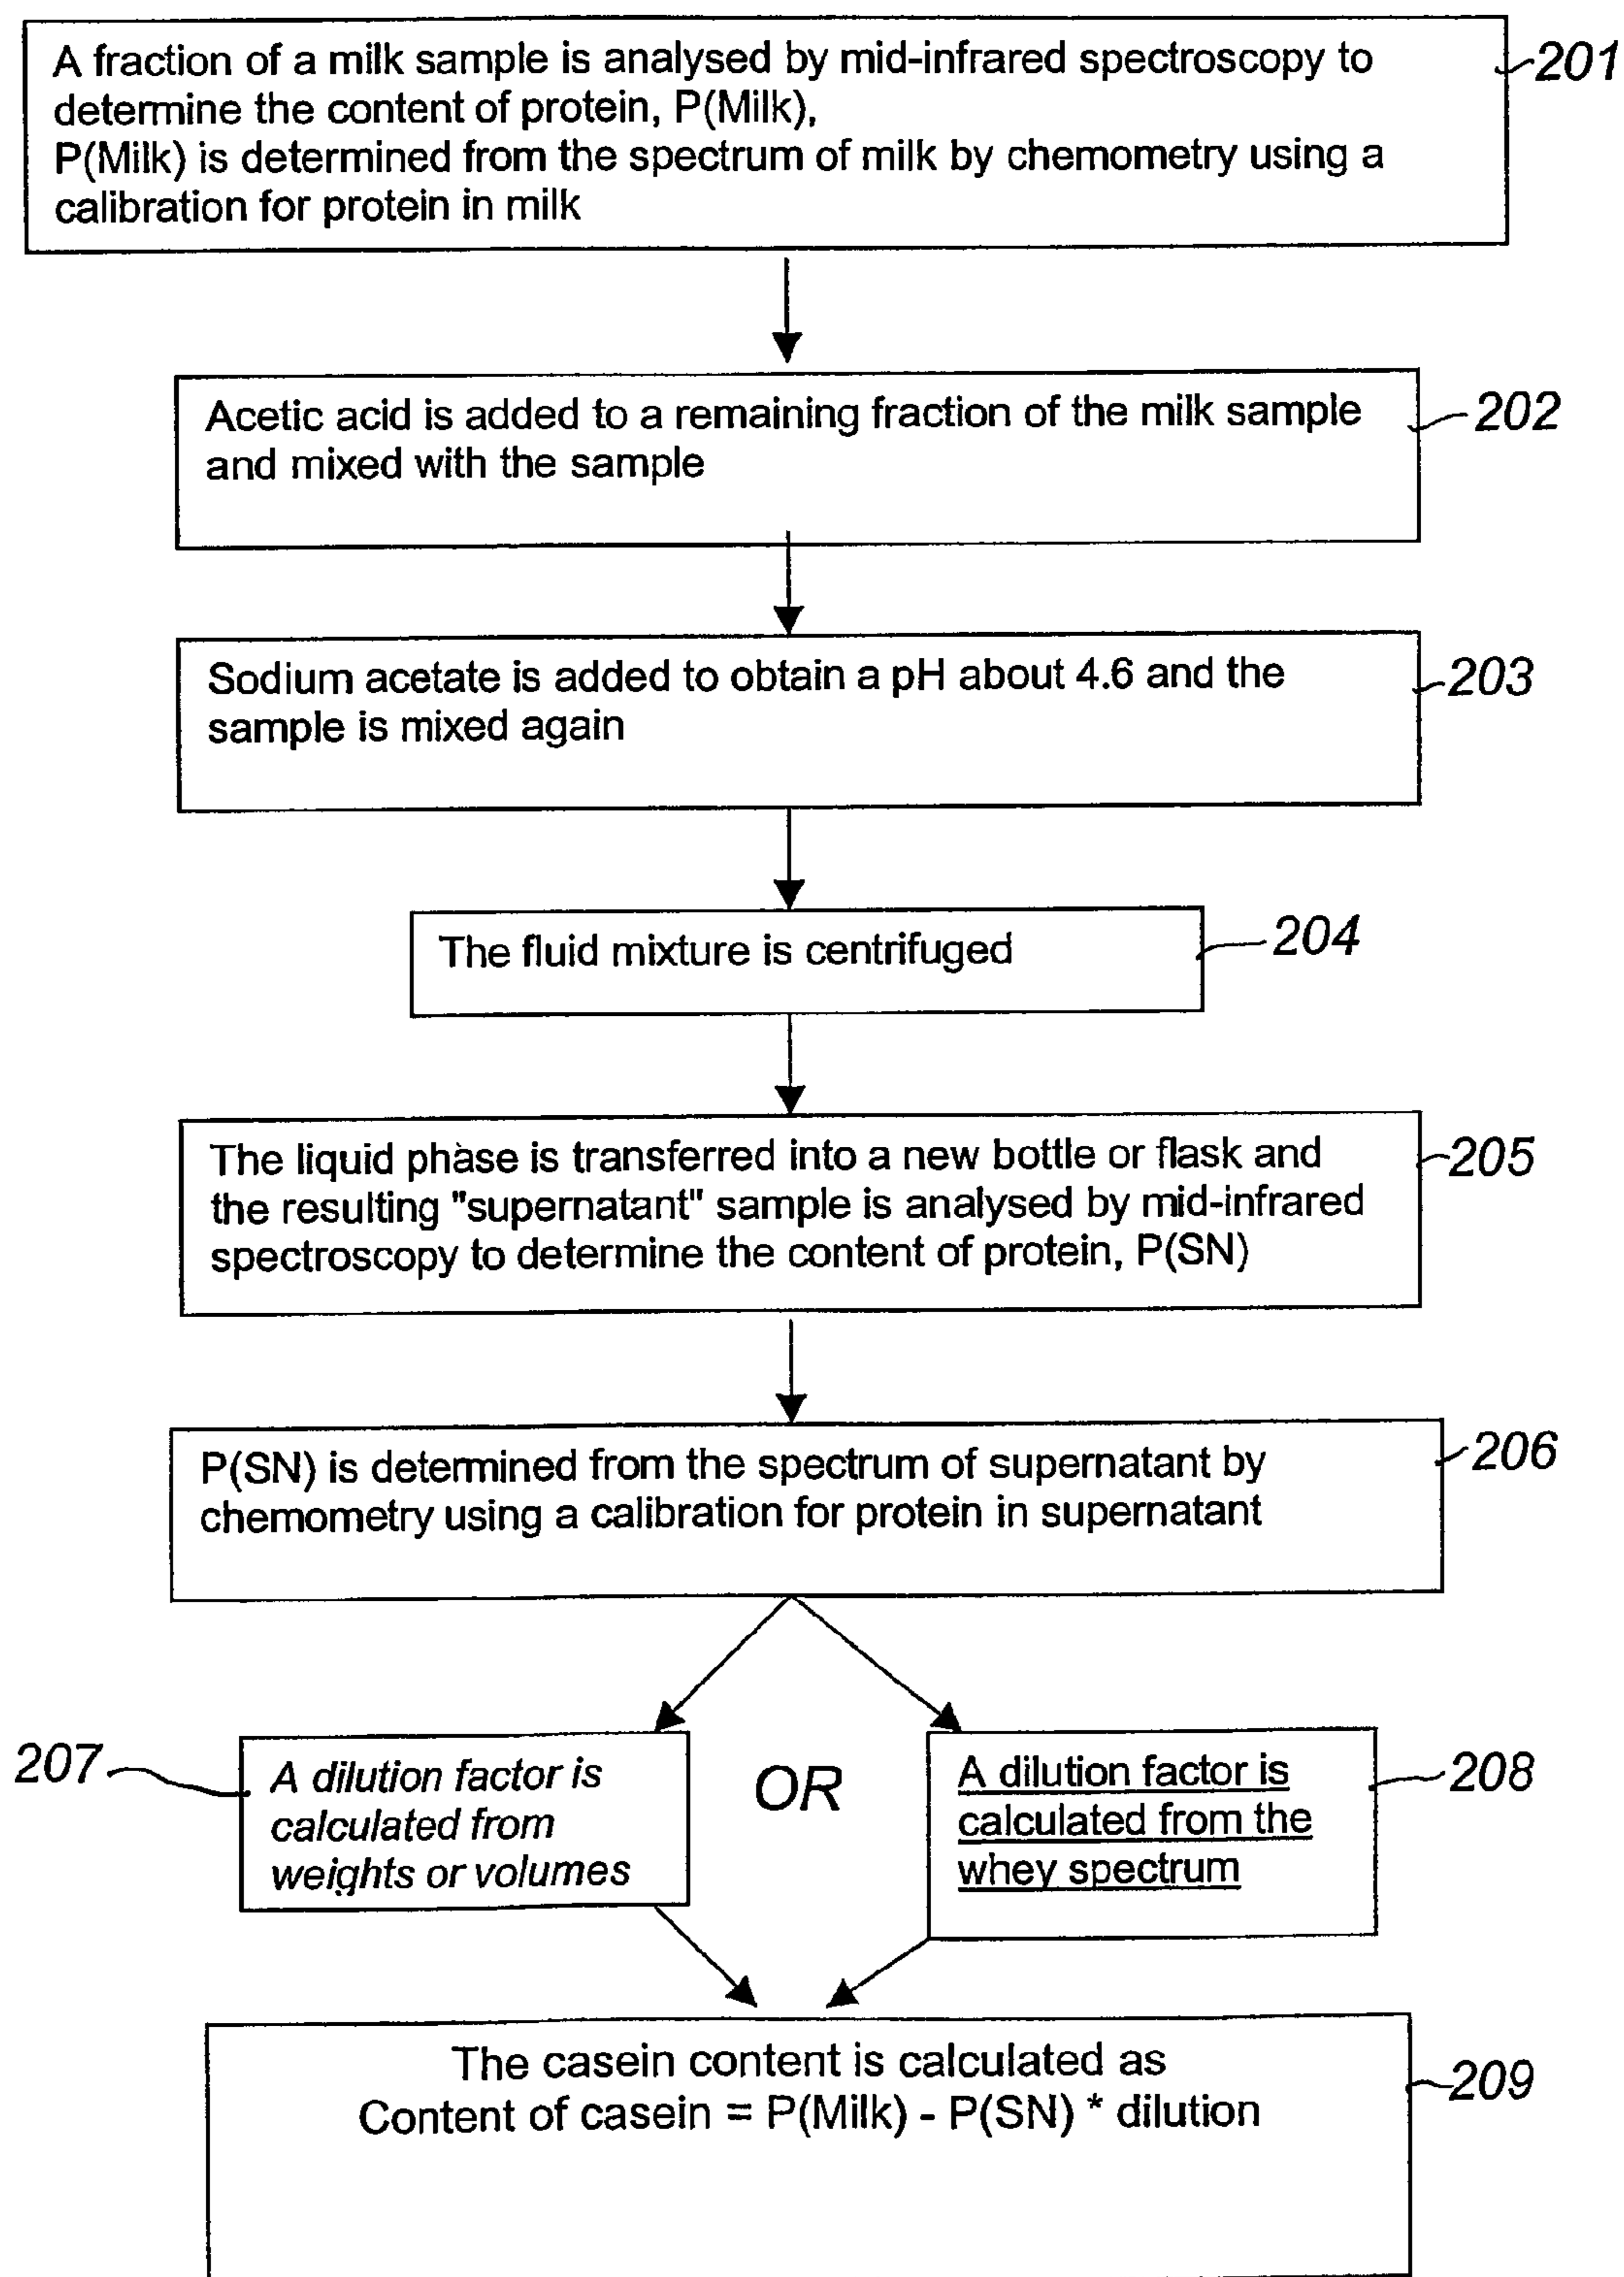 A fraction of a milk sample is analysed by mid-infrared spectroscopy to
determine the content of protein, P(Milk),
P(Milk) is determined from the spectrum of milk by chemometry using a
calibration for protein in milk
201
Acetic acid is added to a remaining fraction of the milk sample
and mixed with the sample
202
Sodium acetate is added to obtain a pH about 4.6 and the
sample is mixed again
203
The fluid mixture is centrifuged
204
The liquid phase is transferred into a new bottle or flask and
the resulting "supernatant" sample is analysed by mid-infrared
spectroscopy to determine the content of protein, P(SN)
205
P(SN) is determined from the spectrum of supernatant by
chemometry using a calibration for protein in supernatant
206
207
A dilution factor is
calculated from
weights or volumes
OR
A dilution factor is
calculated from the
whey spectrum
208
The casein content is calculated as
Content of casein = P(Milk) - P(SN) * dilution
209